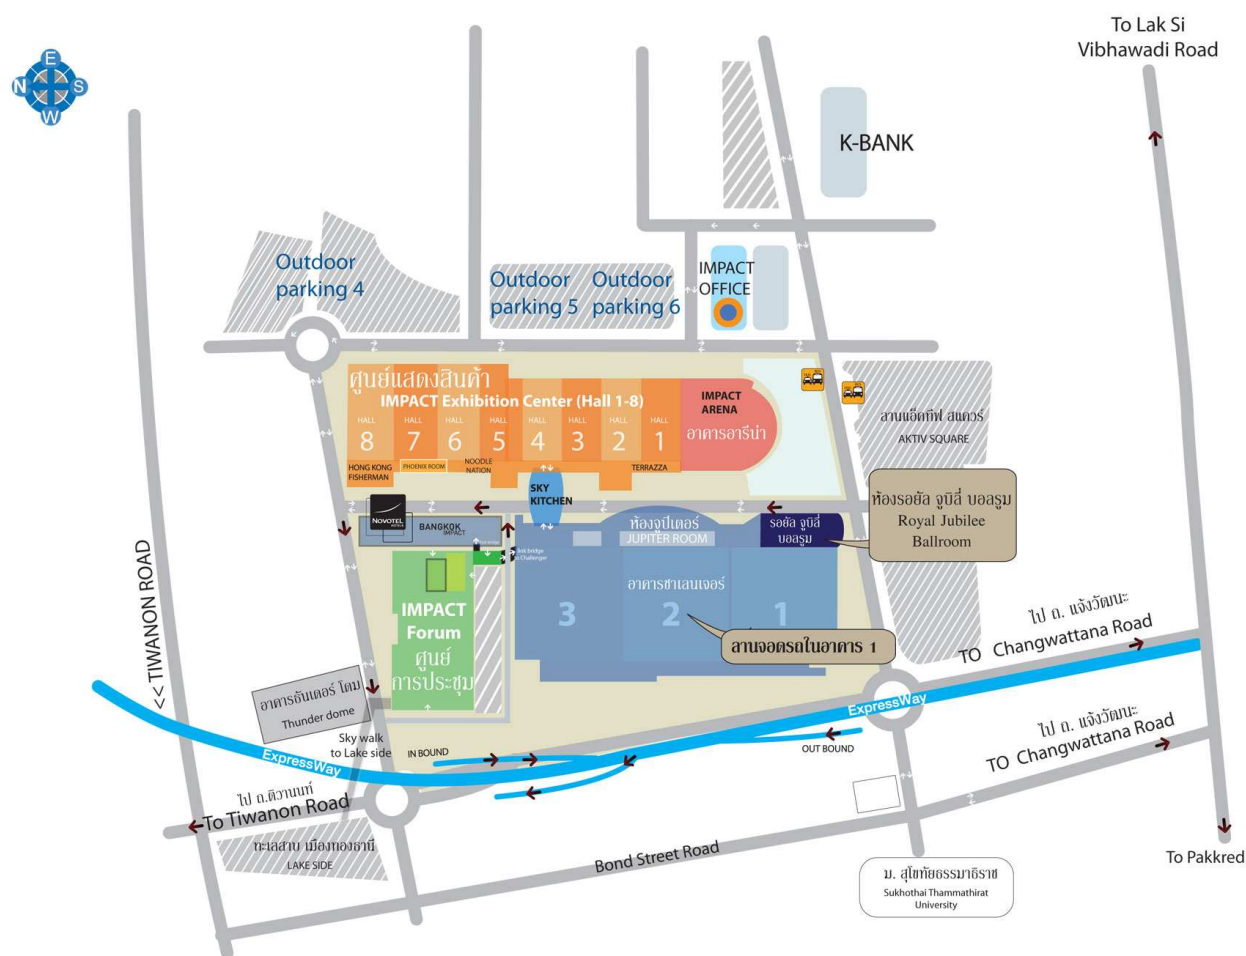 To Lak Si
Vibhawadi Road
E
N
S
W
K-BANK
Outdoor
parking 4
Outdoor
parking 5
Outdoor
parking 6
IMPACT
OFFICE
ศูนย์แสดงสินค้า
IMPACT Exhibition Center (Hall 1-8)
HALL
8
HALL
7
HALL
6
HALL
5
HALL
4
HALL
3
HALL
2
HALL
1
IMPACT
ARENA
อาคารอารีน่า
ลานแอ็คทีฟ สแควร์
AKTIV SQUARE
HONG KONG
FISHERMAN
PHOENIX ROOM
NOODLE
NATION
TERRAZZA
SKY
KITCHEN
NOVOTEL
BANGKOK
IMPACT
ห้องจูปิเตอร์
JUPITER ROOM
รอยัล จูบิลี่
บอลรูม
ห้องรอยัล จูบิลี่ บอลรูม
Royal Jubilee
Ballroom
link bridge
to Challenger
อาคารชาเลนเจอร์
3
2
1
IMPACT
Forum
ศูนย์
การประชุม
ลานจอดรถในอาคาร 1
<< TIWANON ROAD
อาคารธันเดอร์ โดม
Thunder dome
Sky walk
to Lake side
IN BOUND
OUT BOUND
ExpressWay
ExpressWay
ไป ถ. แจ้งวัฒนะ
TO Changwattana Road
ไป ถ. แจ้งวัฒนะ
TO Changwattana Road
ไป ถ.ติวานนท์
To Tiwanon Road
ทะเลสาบ เมืองทองธานี
LAKE SIDE
Bond Street Road
To Pakkred
ม. สุโขทัยธรรมาธิราช
Sukhothai Thammathirat
University